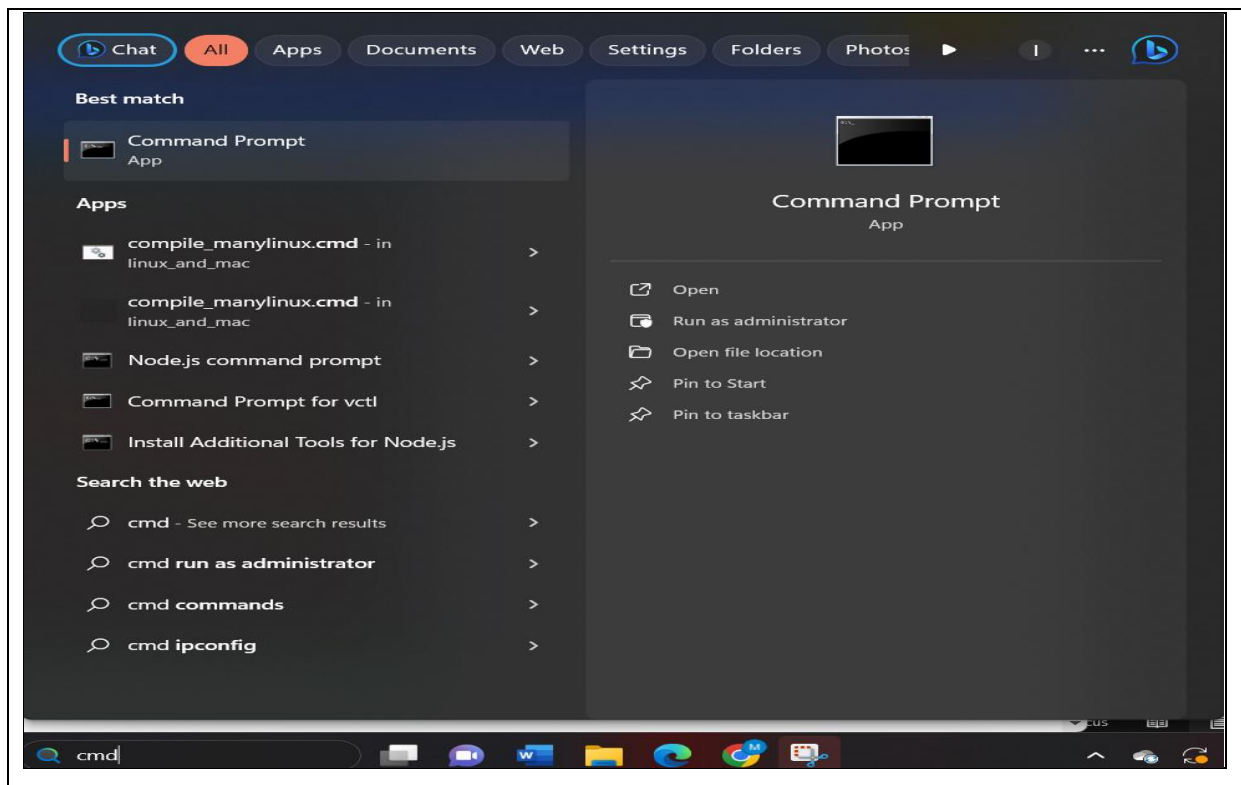 Chat All Apps Documents Web Settings Folders Photos I ...
Best match
Command Prompt
App
Apps
compile_manylinux.cmd - in
linux_and_mac
compile_manylinux.cmd - in
linux_and_mac
Node.js command prompt
Command Prompt for vctl
Install Additional Tools for Node.js
Search the web
cmd - See more search results
cmd run as administrator
cmd commands
cmd ipconfig
Command Prompt
App
Open
Run as administrator
Open file location
Pin to Start
Pin to taskbar
cmd